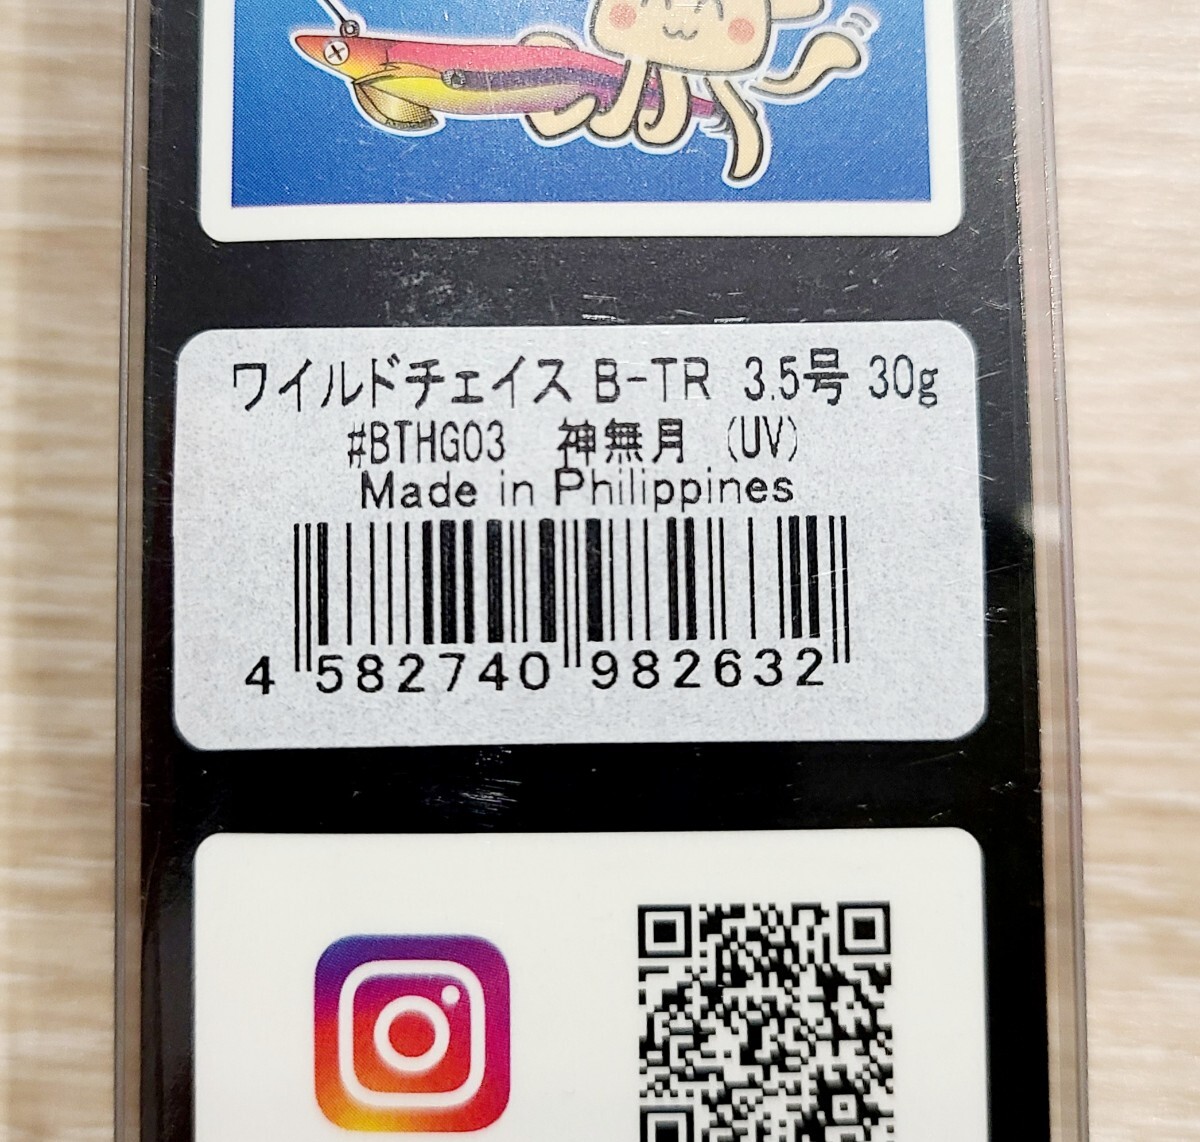 ワイルドチェイス B-TR 3.5号 30g
#BTHG03 神無月 (UV)
Made in Philippines
4 582740 982632